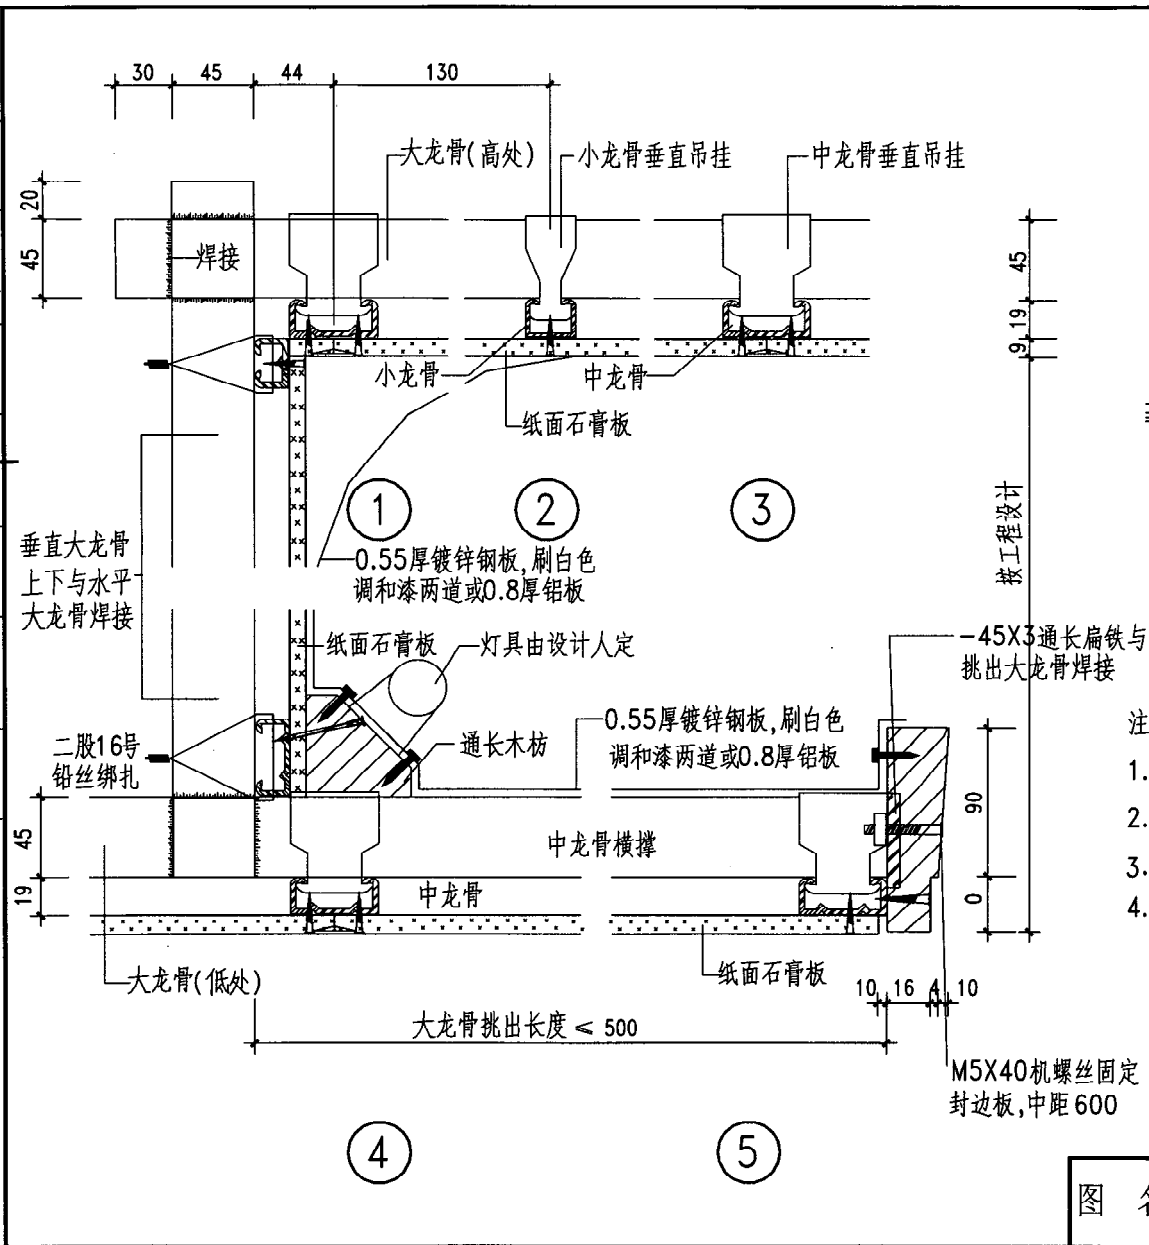 30 45 44 130
大龙骨(高处) 小龙骨垂直吊挂 中龙骨垂直吊挂
20
45
焊接
45
19
9
小龙骨 中龙骨
纸面石膏板
1 2 3
按工程设计
垂直大龙骨
上下与水平
大龙骨焊接
0.55厚镀锌钢板,刷白色
调和漆两道或0.8厚铝板
纸面石膏板 灯具由设计人定
-45X3通长扁铁与
挑出大龙骨焊接
二股16号
铅丝绑扎
通长木枋
0.55厚镀锌钢板,刷白色
调和漆两道或0.8厚铝板
注
1.
2.
3.
4.
90
0
45
19
中龙骨横撑
中龙骨
大龙骨(低处)
纸面石膏板
10 16 4 10
大龙骨挑出长度 ≤ 500
M5X40机螺丝固定
封边板,中距600
4 5
图